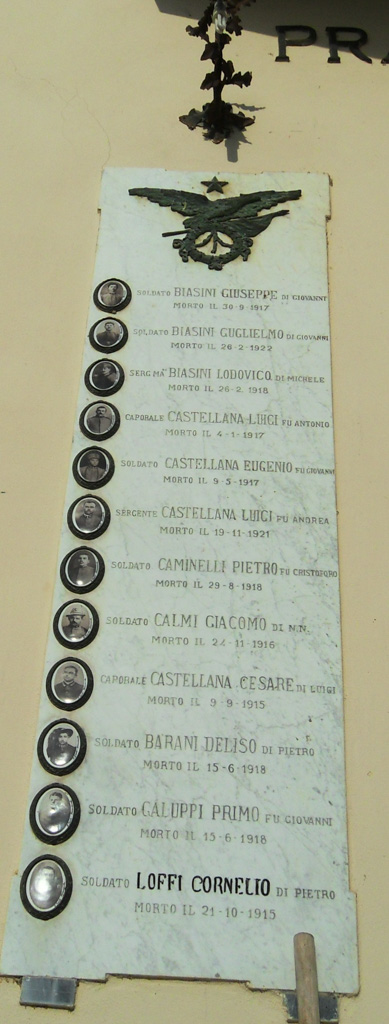 PR
SOLDATO BIASINI GIUSEPPE DI GIOVANNI
MORTO IL 30-9-1917
SOLDATO BIASINI GUGLIELMO DI GIOVANNI
MORTO IL 26-2-1922
SERG MA BIASINI LODOVICO DI MICHELE
MORTO IL 26-2-1918
CAPORALE CASTELLANA LUIGI FU ANTONIO
MORTO IL 4-1-1917
SOLDATO CASTELLANA EUGENIO FU GIOVANNI
MORTO IL 9-5-1917
SERGENTE CASTELLANA LUIGI FU ANDREA
MORTO IL 19-11-1921
SOLDATO CAMINELLI PIETRO FU CRISTOFORO
MORTO IL 29-8-1918
SOLDATO CALMI GIACOMO DI N.N.
MORTO IL 24-11-1916
CAPORALE CASTELLANA CESARE DI LUIGI
MORTO IL 9-9-1915
SOLDATO BARANI DELISO DI PIETRO
MORTO IL 15-6-1918
SOLDATO GALUPPI PRIMO FU GIOVANNI
MORTO IL 15-6-1918
SOLDATO LOFFI CORNELIO DI PIETRO
MORTO IL 21-10-1915